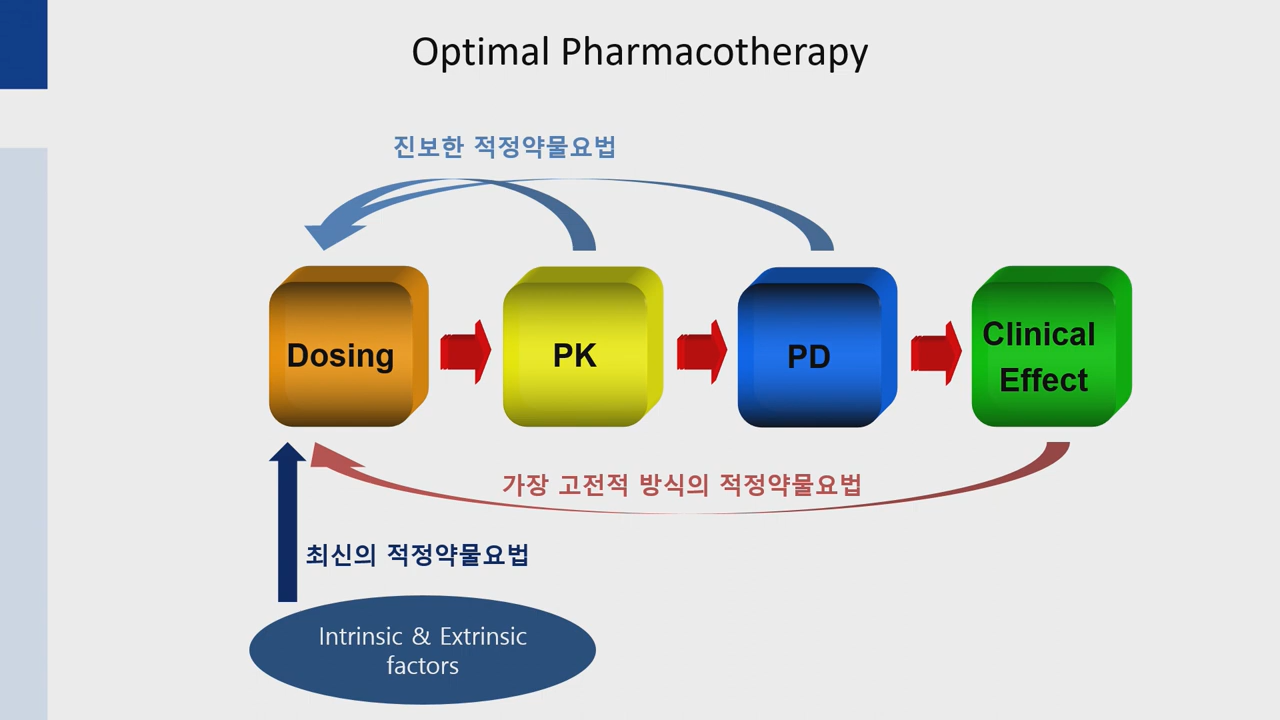 Optimal Pharmacotherapy
진보한 적정약물요법
Dosing
PK
PD
Clinical
Effect
가장 고전적 방식의 적정약물요법
최신의 적정약물요법
Intrinsic & Extrinsic
factors